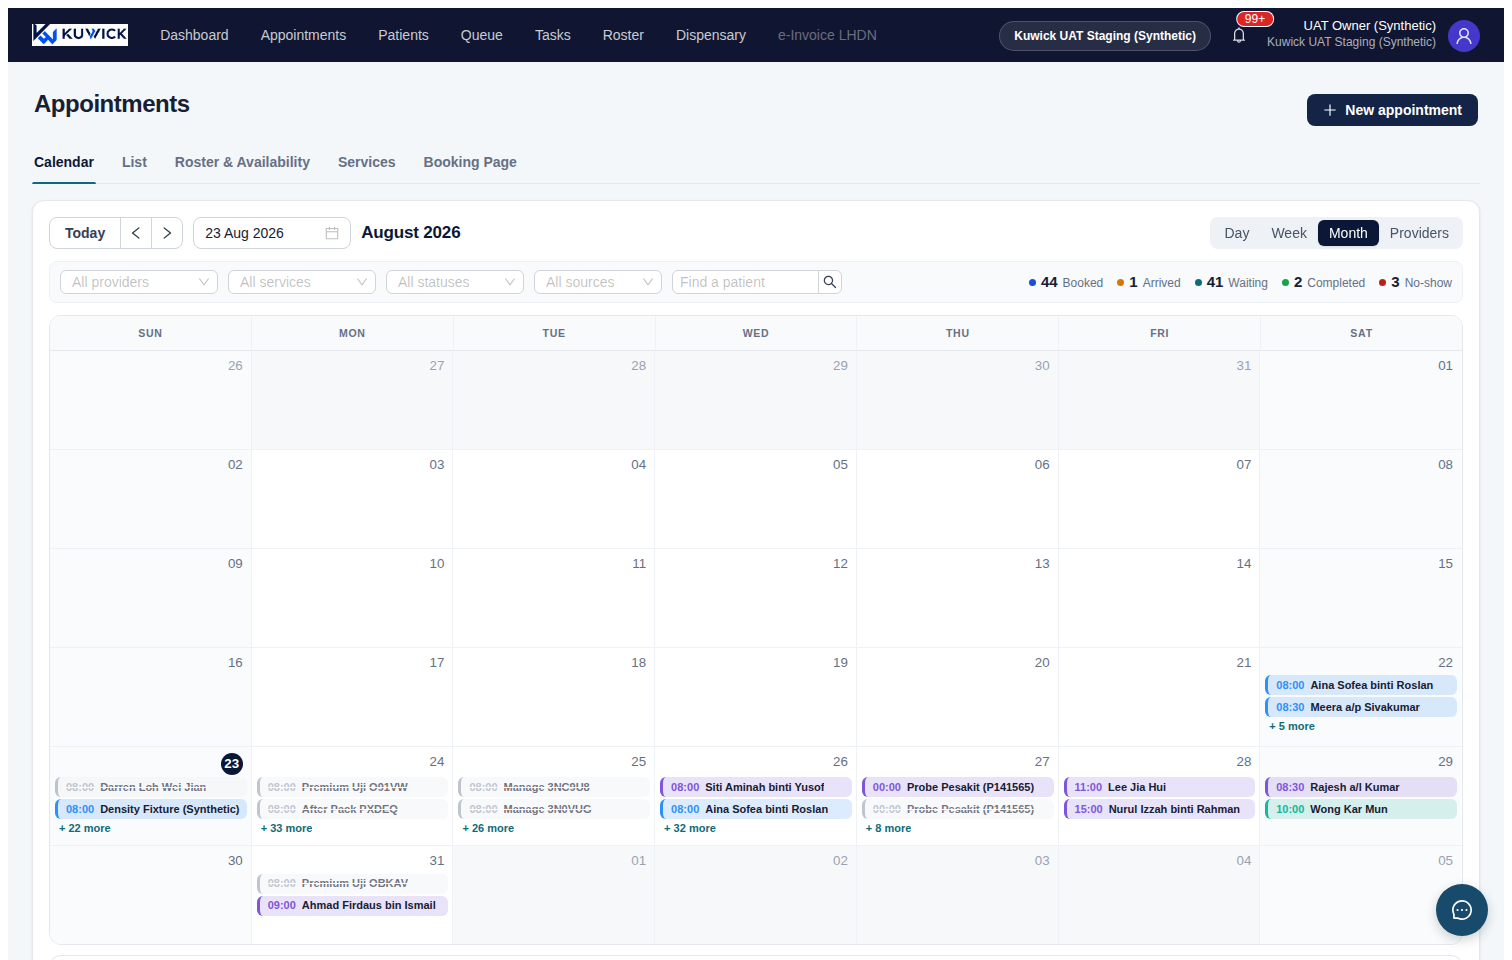 KUWICK
Dashboard Appointments Patients Queue Tasks Roster Dispensary e-Invoice LHDN
Kuwick UAT Staging (Synthetic)
99+
UAT Owner (Synthetic)
Kuwick UAT Staging (Synthetic)
Appointments
New appointment
Calendar List Roster & Availability Services Booking Page
Today 23 Aug 2026 August 2026 Day Week Month Providers
All providers All services All statuses All sources Find a patient 44 Booked 1 Arrived 41 Waiting 2 Completed 3 No-show
SUN MON TUE WED THU FRI SAT
26 27 28 29 30 31 01
02 03 04 05 06 07 08
09 10 11 12 13 14 15
16 17 18 19 20 21 22
08:00 Aina Sofea binti Roslan
08:30 Meera a/p Sivakumar
+ 5 more
23 24 25 26 27 28 29
08:00 Darren Loh Wei Jian 08:00 Premium Uji O91VW 08:00 Manage 3NC9U8 08:00 Siti Aminah binti Yusof 00:00 Probe Pesakit (P141565) 11:00 Lee Jia Hui 08:30 Rajesh a/l Kumar
08:00 Density Fixture (Synthetic) 08:00 After Pack PXDEQ 08:00 Manage 3N0VUG 08:00 Aina Sofea binti Roslan 00:00 Probe Pesakit (P141565) 15:00 Nurul Izzah binti Rahman 10:00 Wong Kar Mun
+ 22 more + 33 more + 26 more + 32 more + 8 more
30 31 01 02 03 04 05
08:00 Premium Uji OBKAV
09:00 Ahmad Firdaus bin Ismail